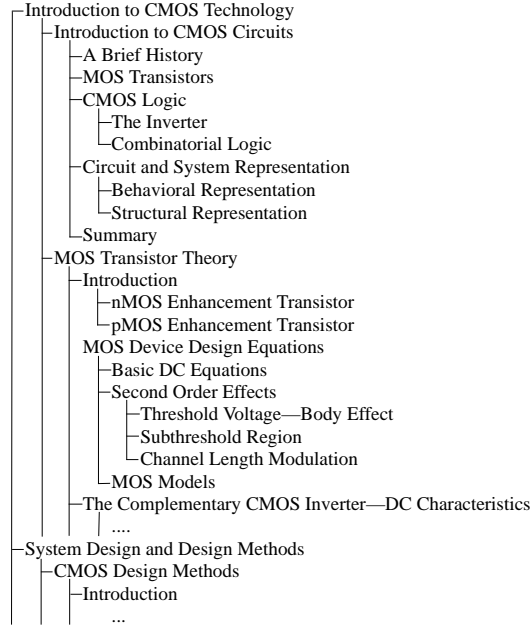 Introduction to CMOS Technology
Introduction to CMOS Circuits
A Brief History
MOS Transistors
CMOS Logic
The Inverter
Combinatorial Logic
Circuit and System Representation
Behavioral Representation
Structural Representation
Summary
MOS Transistor Theory
Introduction
nMOS Enhancement Transistor
pMOS Enhancement Transistor
MOS Device Design Equations
Basic DC Equations
Second Order Effects
Threshold Voltage—Body Effect
Subthreshold Region
Channel Length Modulation
MOS Models
The Complementary CMOS Inverter—DC Characteristics
....
System Design and Design Methods
CMOS Design Methods
Introduction
...